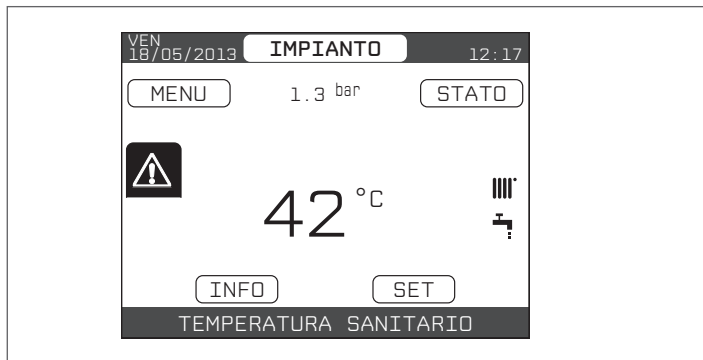 VEN
18/05/2013 IMPIANTO 12:17
MENU 1.3 bar STATO
42 °C
INFO SET
TEMPERATURA SANITARIO